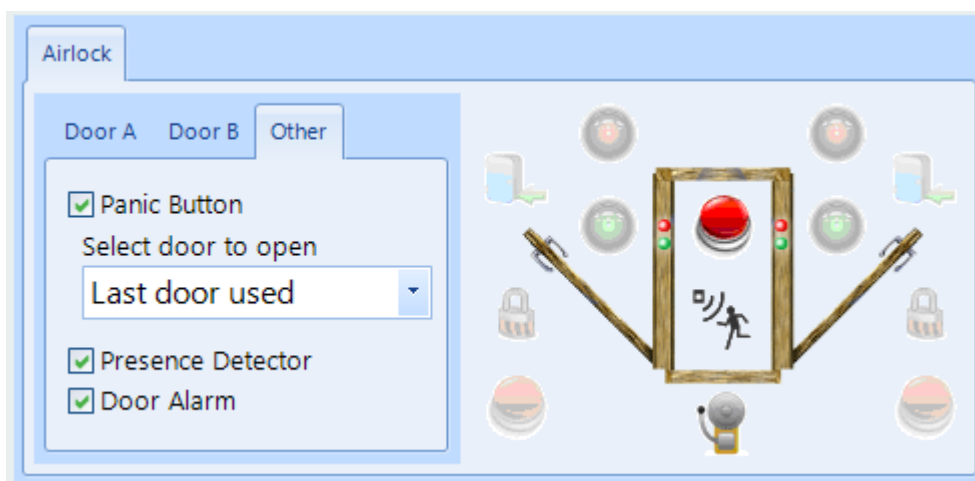 Airlock
Door A Door B Other
Panic Button
Select door to open
Last door used
Presence Detector
Door Alarm